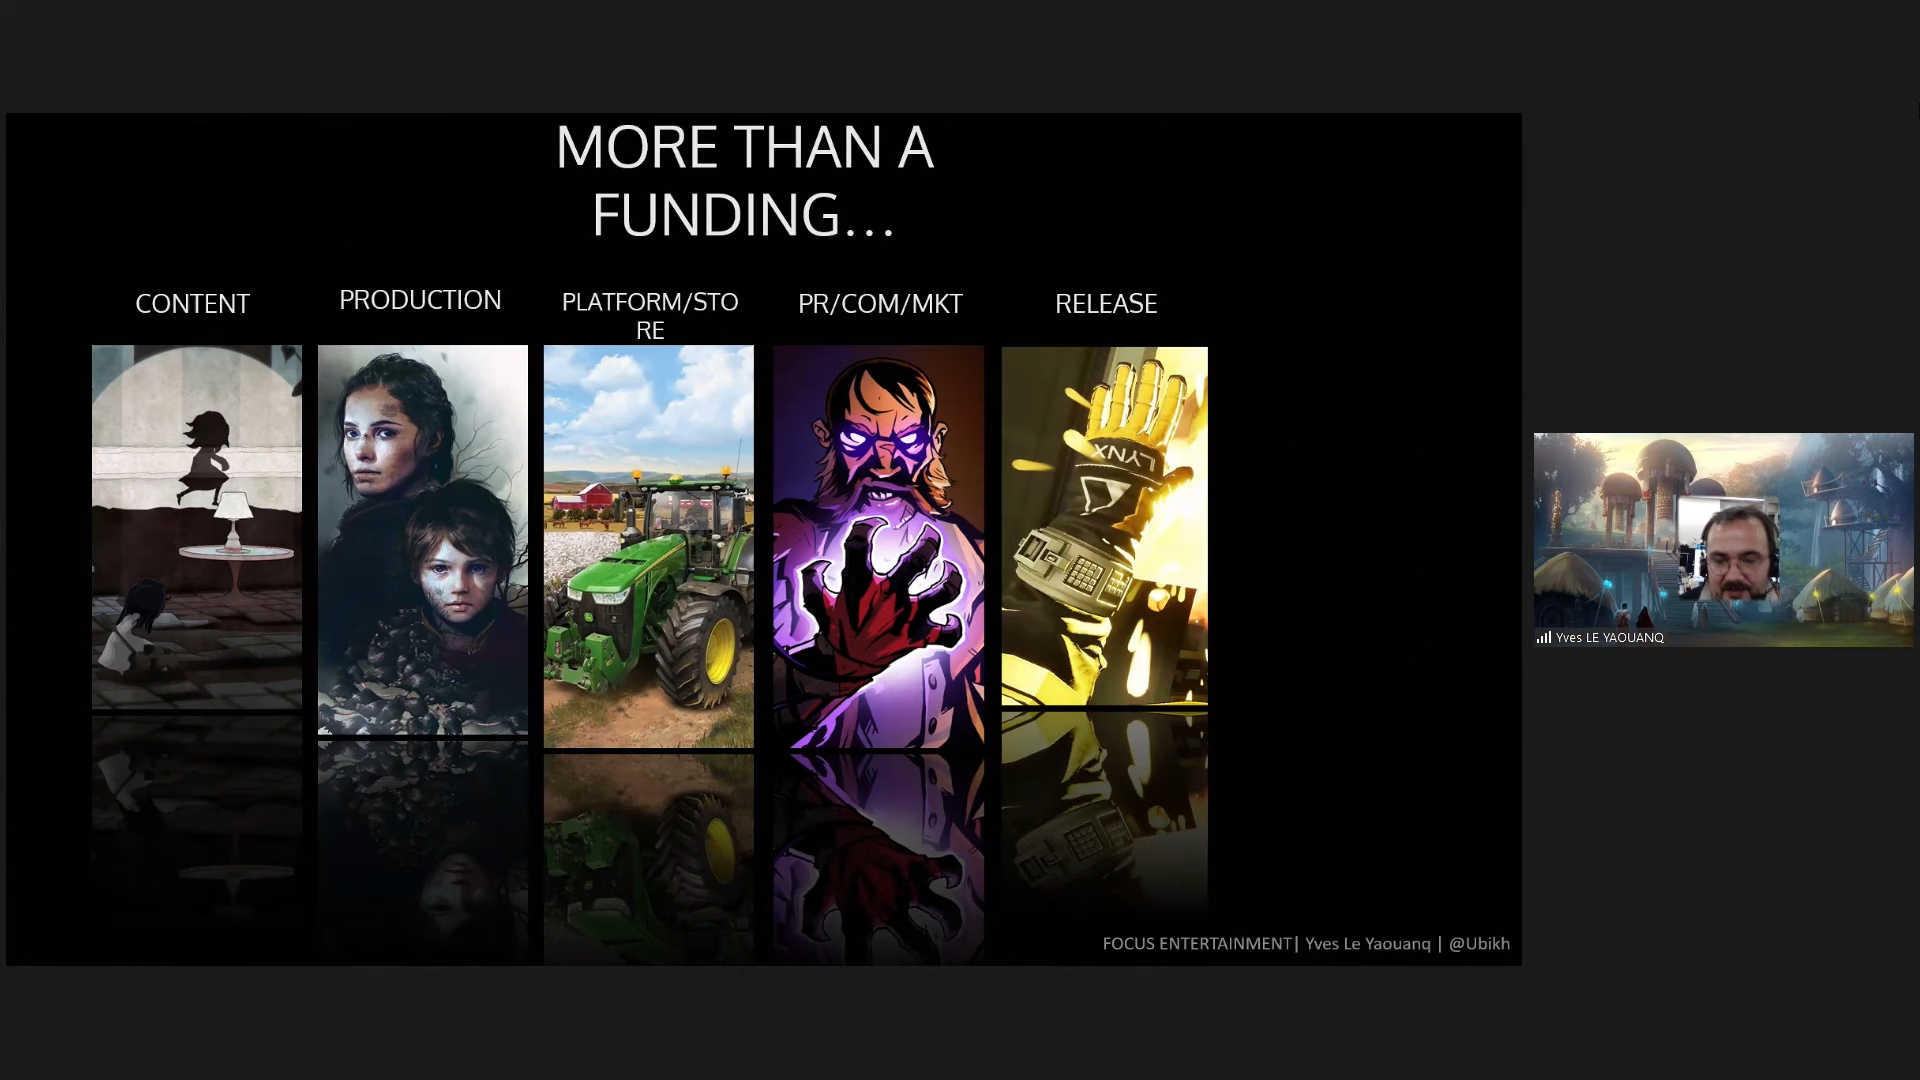 MORE THAN A
FUNDING...
CONTENT
PRODUCTION
PLATFORM/STO
RE
PR/COM/MKT
RELEASE
LYNX
Yves LE YAOUANQ
FOCUS ENTERTAINMENT| Yves Le Yaouanq | @Ubikh